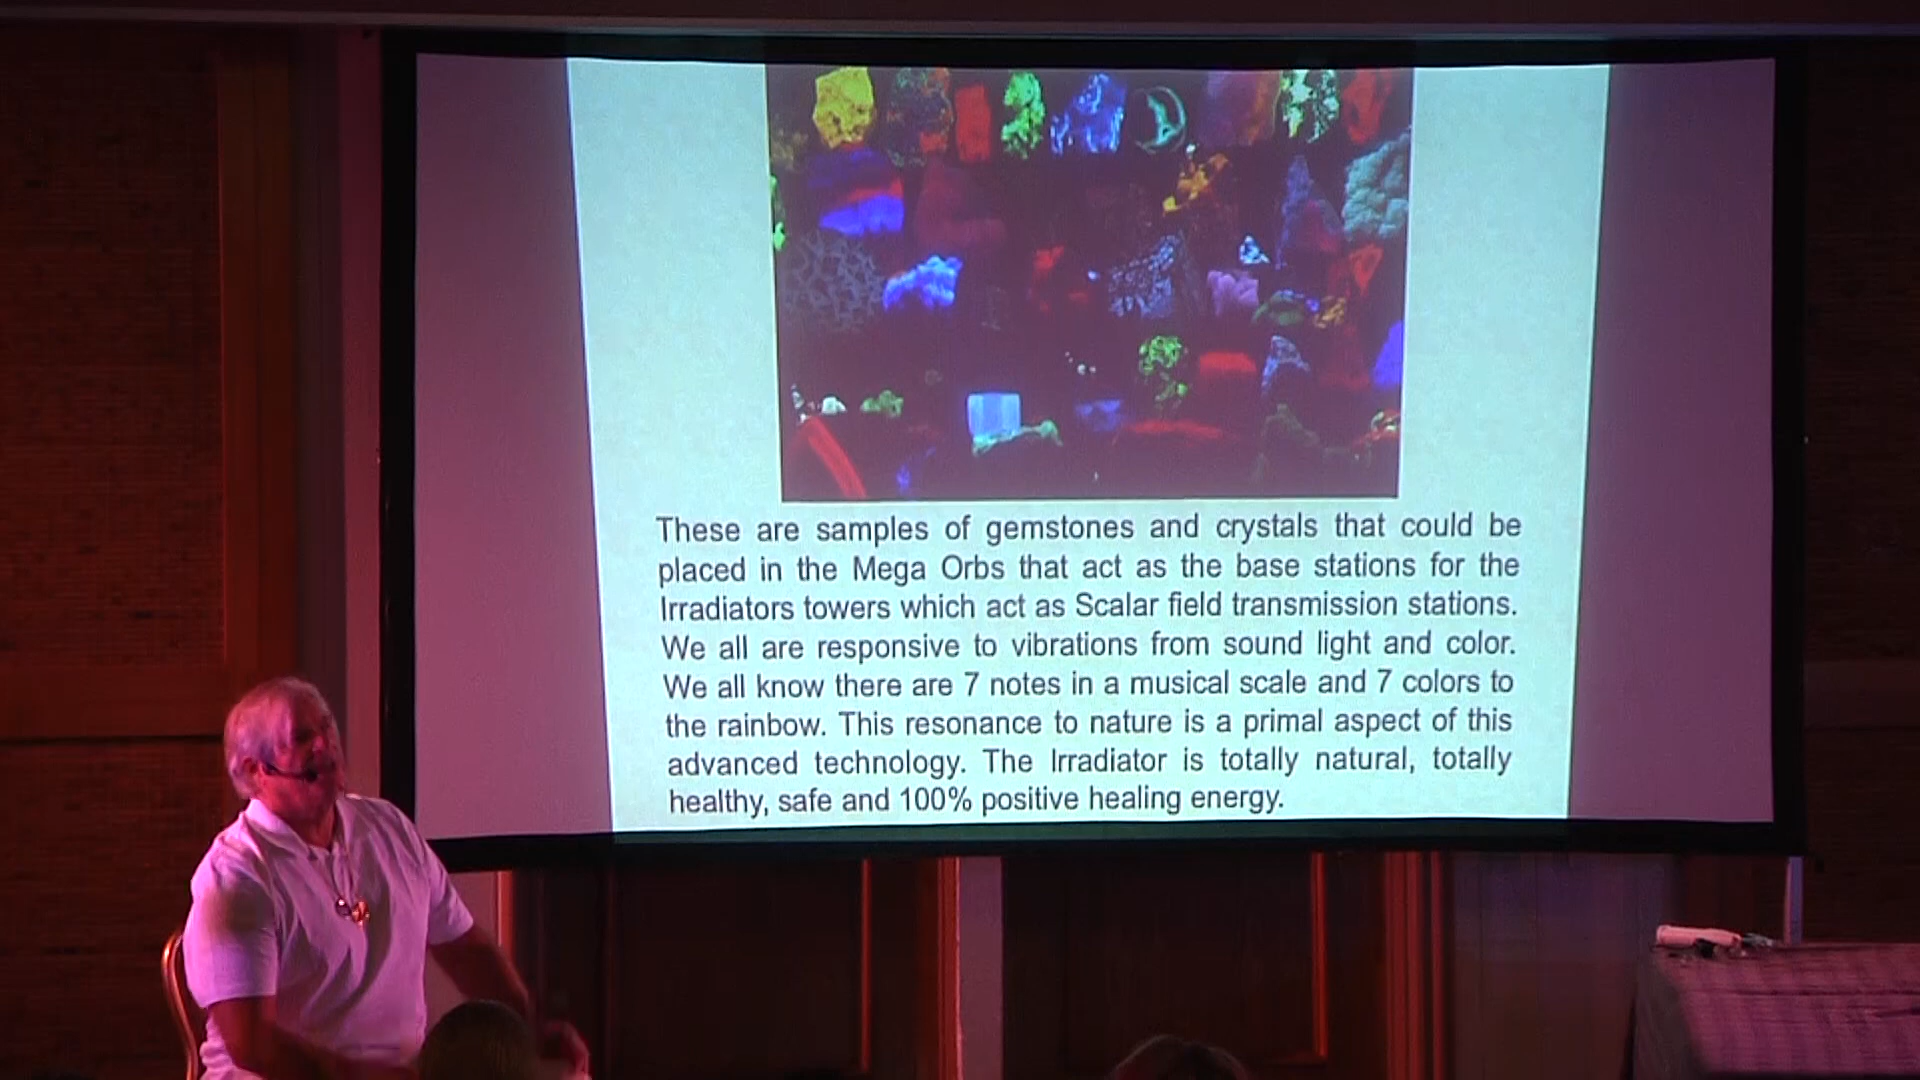 These are samples of gemstones and crystals that could be
placed in the Mega Orbs that act as the base stations for the
Irradiators towers which act as Scalar field transmission stations.
We all are responsive to vibrations from sound light and color.
We all know there are 7 notes in a musical scale and 7 colors to
the rainbow. This resonance to nature is a primal aspect of this
advanced technology. The Irradiator is totally natural, totally
healthy, safe and 100% positive healing energy.